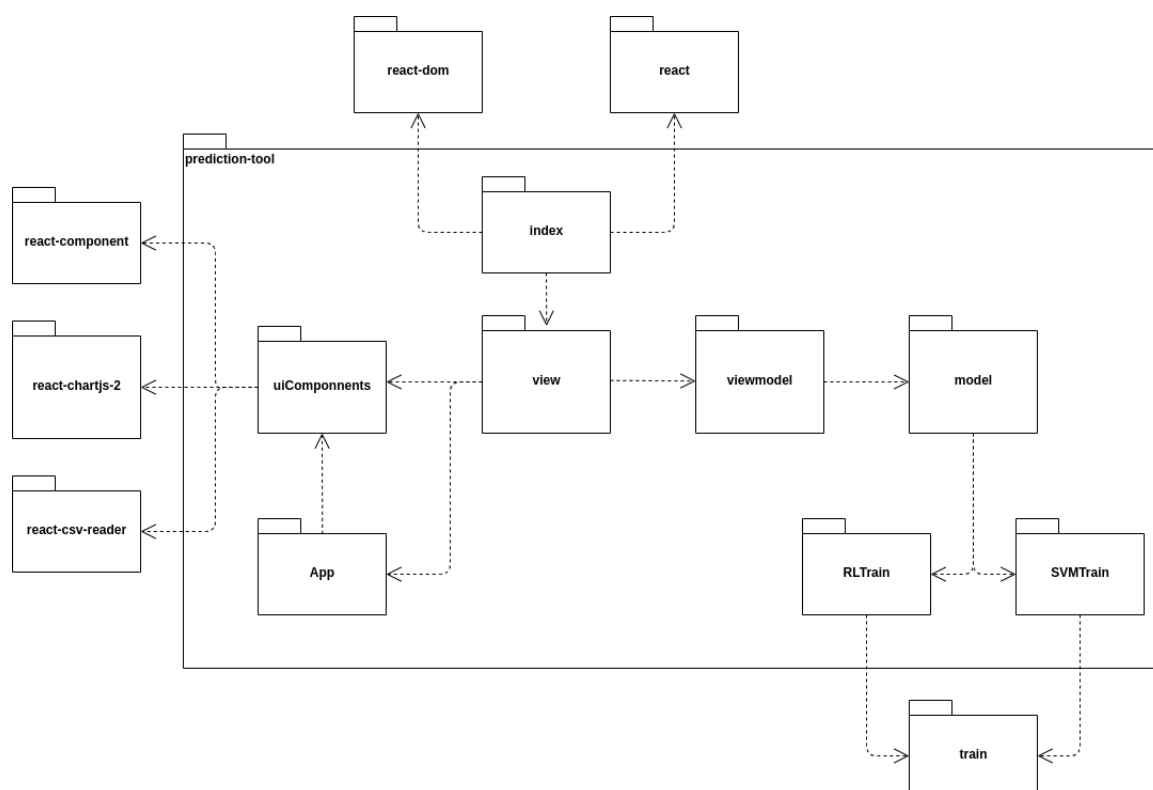 react-dom
react
prediction-tool
index
react-component
react-chartjs-2
uiComponnents
view
viewmodel
model
react-csv-reader
App
RLTrain
SVMTrain
train